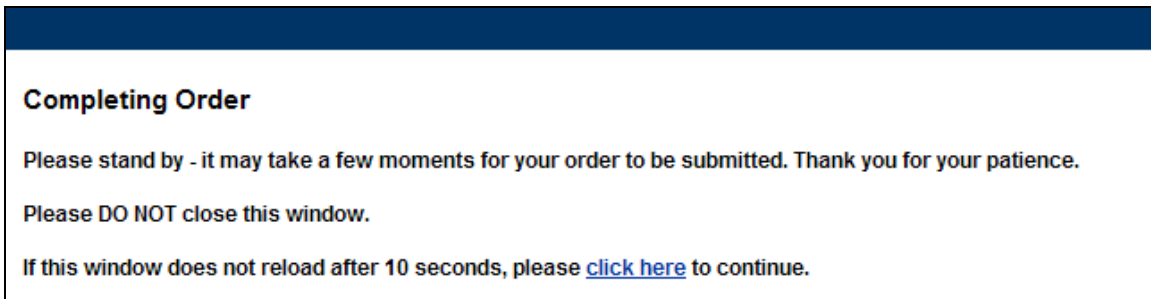 Completing Order
Please stand by - it may take a few moments for your order to be submitted. Thank you for your patience.
Please DO NOT close this window.
If this window does not reload after 10 seconds, please click here to continue.